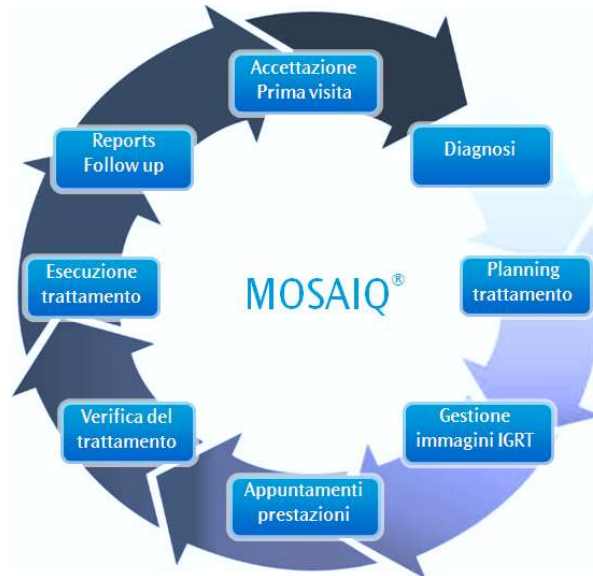 Accettazione
Prima visita
Diagnosi
Planning
trattamento
Gestione
immagini IGRT
Appuntamenti
prestazioni
Verifica del
trattamento
Esecuzione
trattamento
Reports
Follow up
MOSAIQ®